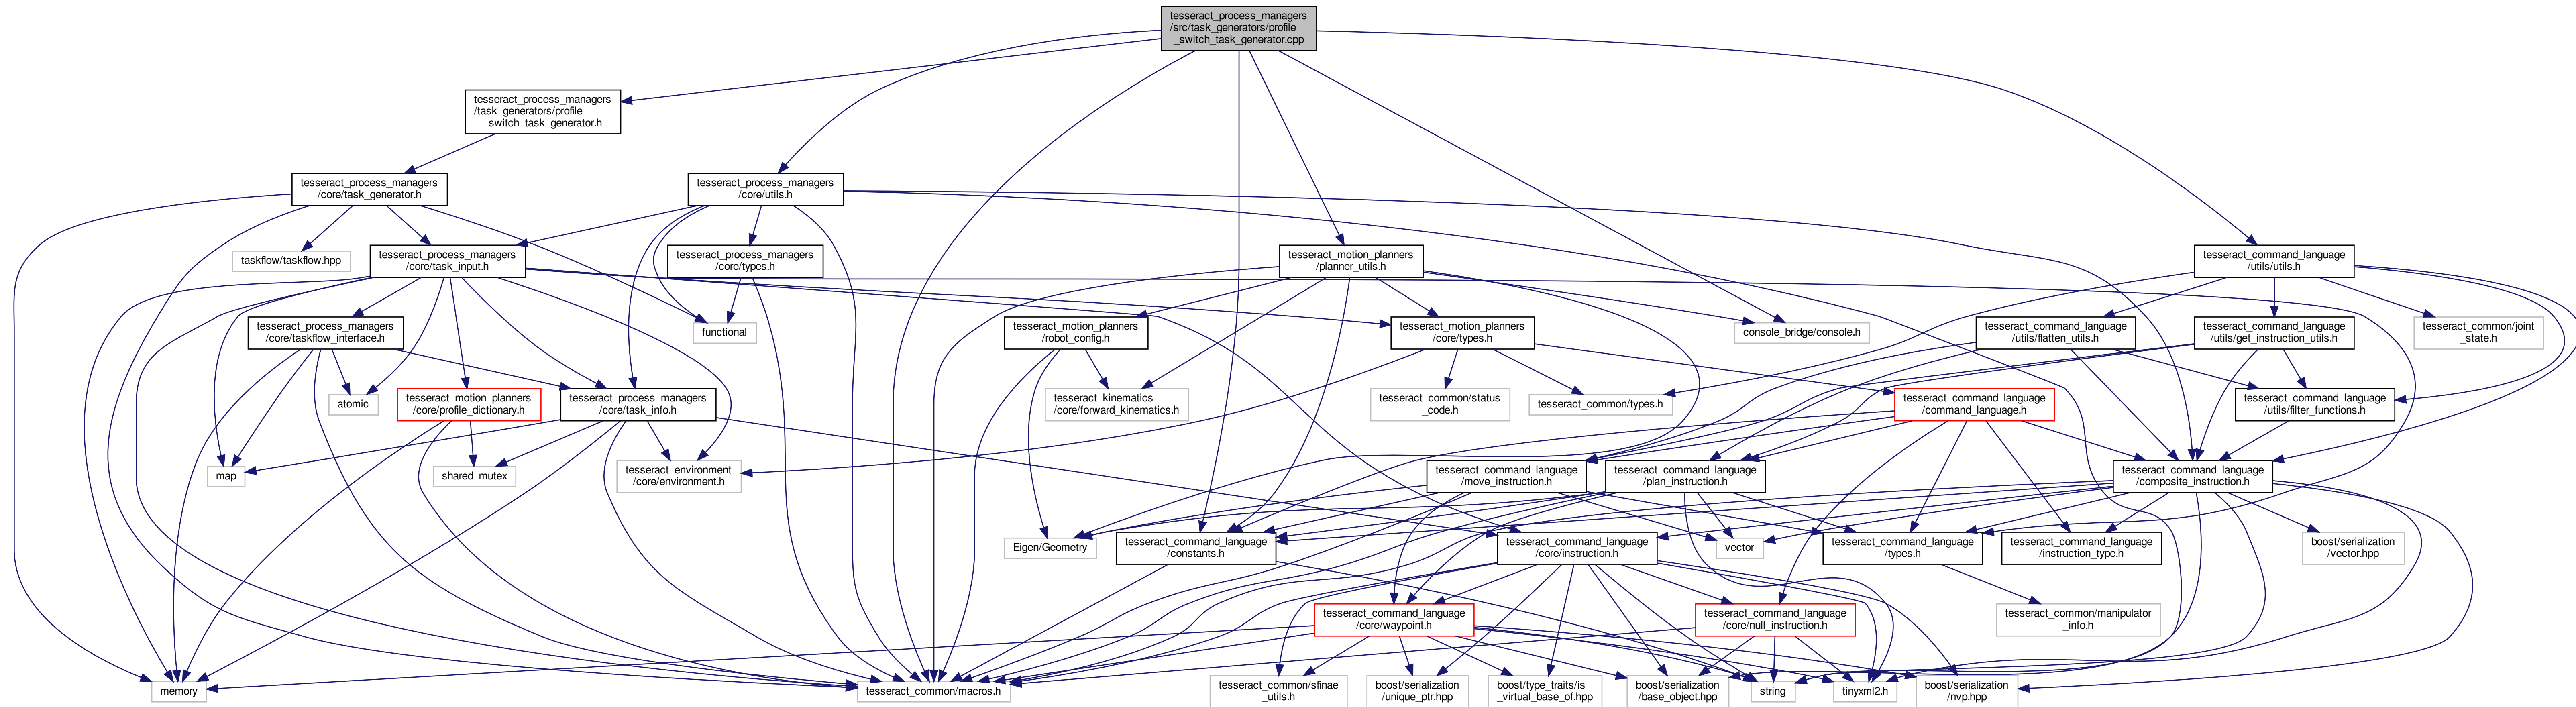 tesseract_process_managers
/src/task_generators/profile
_switch_task_generator.cpp
tesseract_process_managers
/task_generators/profile
_switch_task_generator.h
tesseract_process_managers
/core/task_generator.h
tesseract_process_managers
/core/utils.h
taskflow/taskflow.hpp
tesseract_process_managers
/core/task_input.h
tesseract_process_managers
/core/types.h
tesseract_motion_planners
/planner_utils.h
tesseract_command_language
/utils/utils.h
tesseract_process_managers
/core/taskflow_interface.h
functional
tesseract_motion_planners
/robot_config.h
tesseract_motion_planners
/core/types.h
console_bridge/console.h
tesseract_command_language
/utils/flatten_utils.h
tesseract_command_language
/utils/get_instruction_utils.h
tesseract_common/joint
_state.h
atomic
tesseract_motion_planners
/core/profile_dictionary.h
tesseract_process_managers
/core/task_info.h
tesseract_kinematics
/core/forward_kinematics.h
tesseract_common/status
_code.h
tesseract_common/types.h
tesseract_command_language
/command_language.h
tesseract_command_language
/utils/filter_functions.h
map
shared_mutex
tesseract_environment
/core/environment.h
tesseract_command_language
/move_instruction.h
tesseract_command_language
/plan_instruction.h
tesseract_command_language
/composite_instruction.h
Eigen/Geometry
tesseract_command_language
/constants.h
tesseract_command_language
/core/instruction.h
vector
tesseract_command_language
/types.h
tesseract_command_language
/instruction_type.h
boost/serialization
/vector.hpp
tesseract_command_language
/core/waypoint.h
tesseract_command_language
/core/null_instruction.h
tesseract_common/manipulator
_info.h
memory
tesseract_common/macros.h
tesseract_common/sfinae
_utils.h
boost/serialization
/unique_ptr.hpp
boost/type_traits/is
_virtual_base_of.hpp
boost/serialization
/base_object.hpp
string
tinyxml2.h
boost/serialization
/nvp.hpp